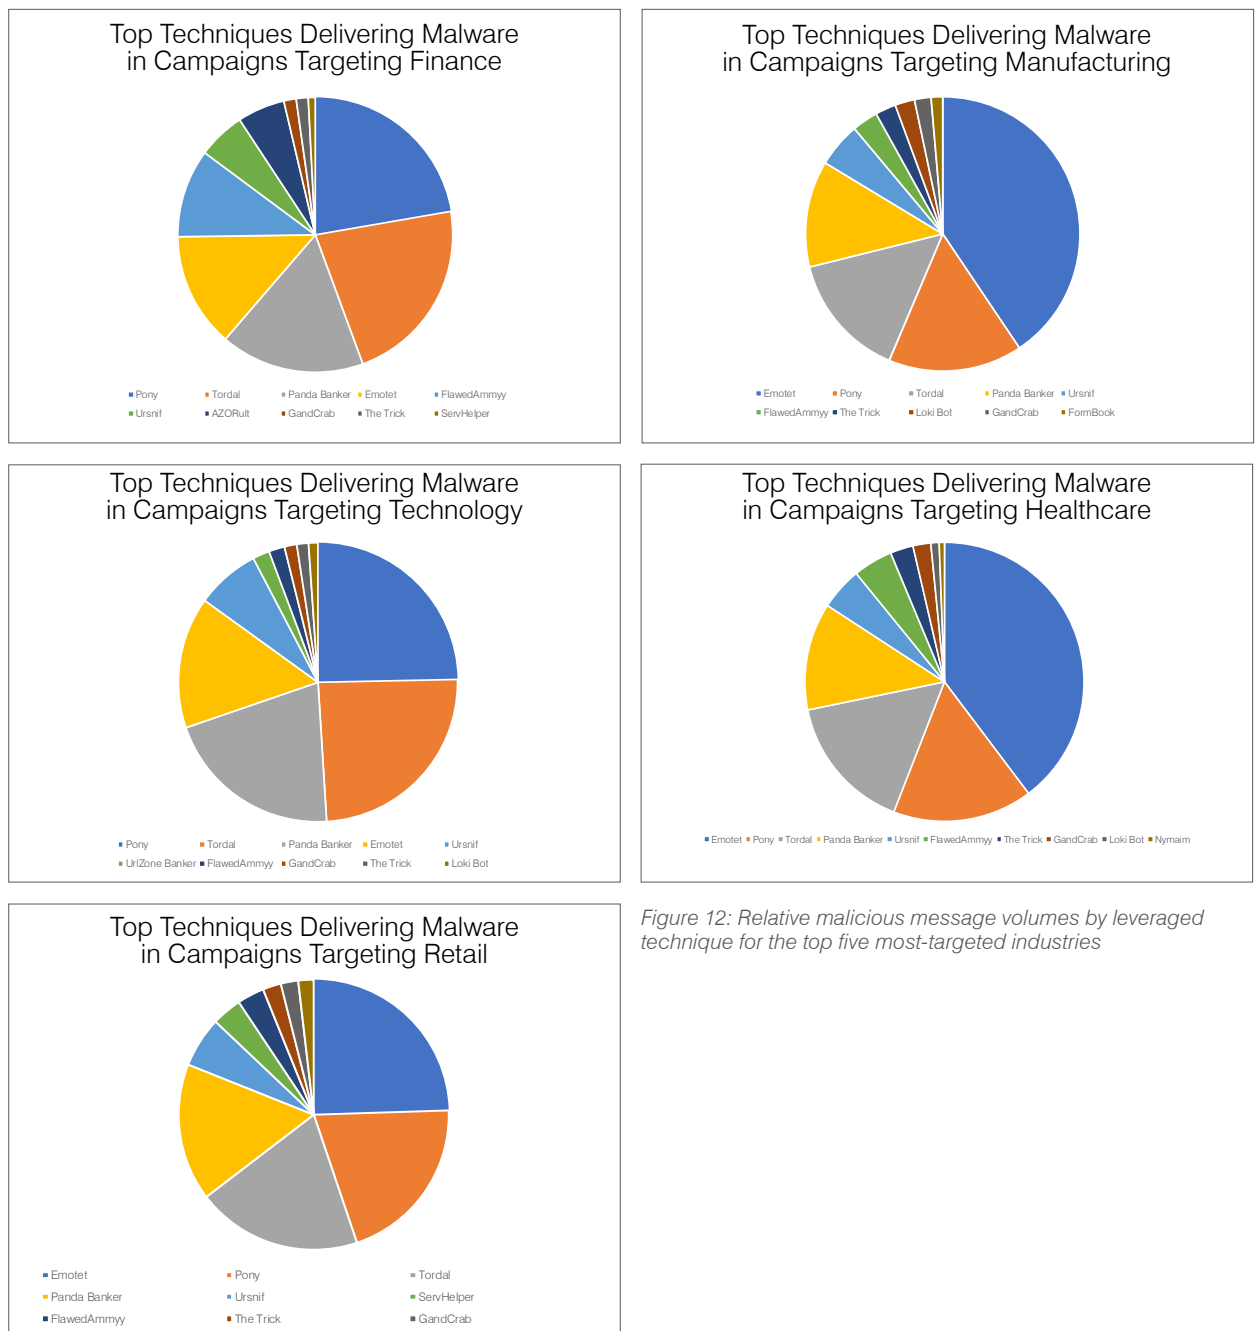 Top Techniques Delivering Malware
in Campaigns Targeting Finance
Pony Tordal Panda Banker Emotet FlawedAmmyy
Ursnif AZORult GandCrab The Trick ServHelper
Top Techniques Delivering Malware
in Campaigns Targeting Manufacturing
Emotet Pony Tordal Panda Banker Ursnif
FlawedAmmyy The Trick Loki Bot GandCrab FormBook
Top Techniques Delivering Malware
in Campaigns Targeting Technology
Pony Tordal Panda Banker Emotet Ursnif
UrlZone Banker FlawedAmmyy GandCrab The Trick Loki Bot
Top Techniques Delivering Malware
in Campaigns Targeting Healthcare
Emotet Pony Tordal Panda Banker Ursnif FlawedAmmyy The Trick GandCrab Loki Bot Nymaim
Top Techniques Delivering Malware
in Campaigns Targeting Retail
Emotet Pony Tordal
Panda Banker Ursnif ServHelper
FlawedAmmyy The Trick GandCrab
Figure 12: Relative malicious message volumes by leveraged
technique for the top five most-targeted industries